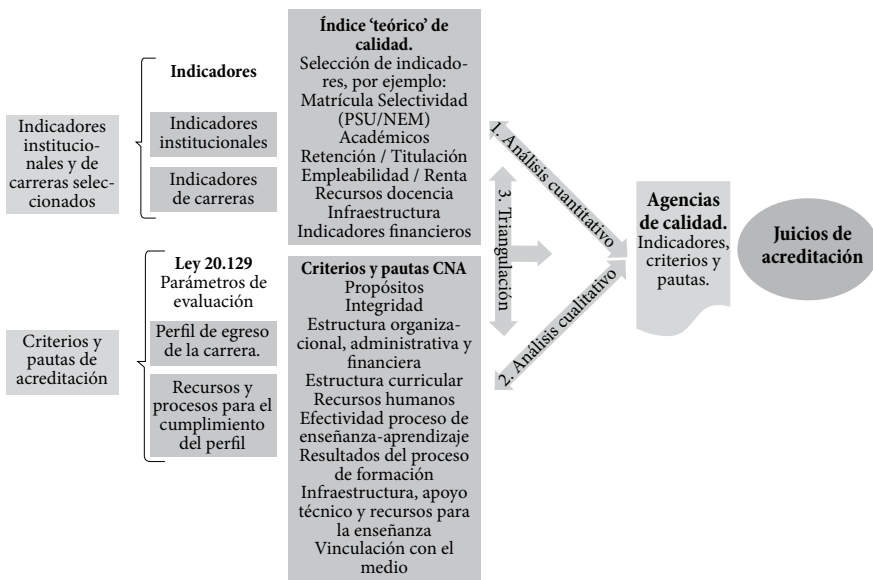 Indicadores
institucio-
nales y de
carreras selec-
cionados
Indicadores
Indicadores
institucionales
Indicadores
de carreras
Índice ‘teórico’ de
calidad.
Selección de indicado-
res, por ejemplo:
Matrícula Selectividad
(PSU/NEM)
Académicos
Retención / Titulación
Empleabilidad / Renta
Recursos docencia
Infraestructura
Indicadores financieros
Criterios y
pautas de
acreditación
Ley 20.129
Parámetros de
evaluación
Perfil de egreso
de la carrera.
Recursos y
procesos para el
cumplimiento
del perfil
Criterios y pautas CNA
Propósitos
Integridad
Estructura organiza-
cional, administrativa y
financiera
Estructura curricular
Recursos humanos
Efectividad proceso de
enseñanza-aprendizaje
Resultados del proceso
de formación
Infraestructura, apoyo
técnico y recursos para
la enseñanza
Vinculación con el
medio
1. Análisis cuantitativo
3. Triangulación
2. Análisis cualitativo
Agencias
de calidad.
Indicadores,
criterios y
pautas.
Juicios de
acreditación